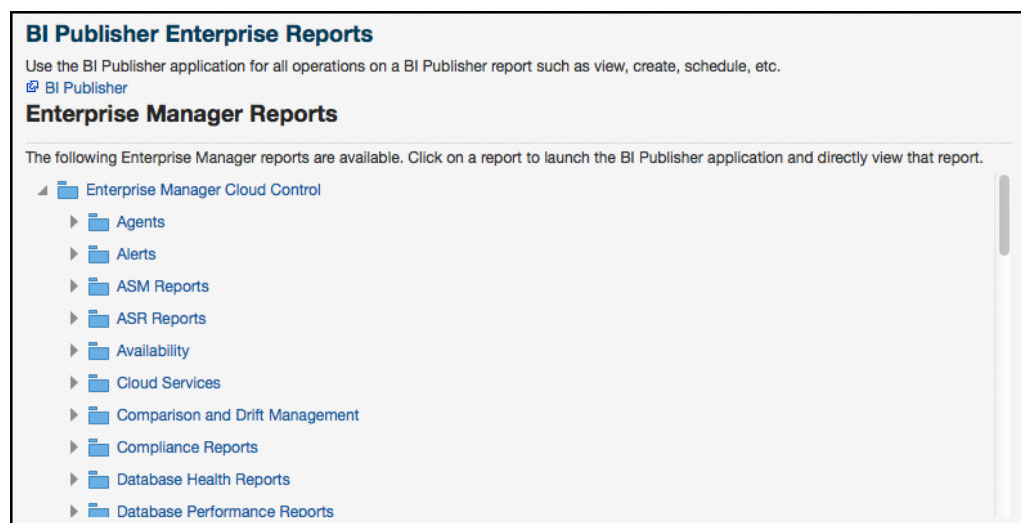 BI Publisher Enterprise Reports
Use the BI Publisher application for all operations on a BI Publisher report such as view, create, schedule, etc.
BI Publisher
Enterprise Manager Reports
The following Enterprise Manager reports are available. Click on a report to launch the BI Publisher application and directly view that report.
Enterprise Manager Cloud Control
Agents
Alerts
ASM Reports
ASR Reports
Availability
Cloud Services
Comparison and Drift Management
Compliance Reports
Database Health Reports
Database Performance Reports